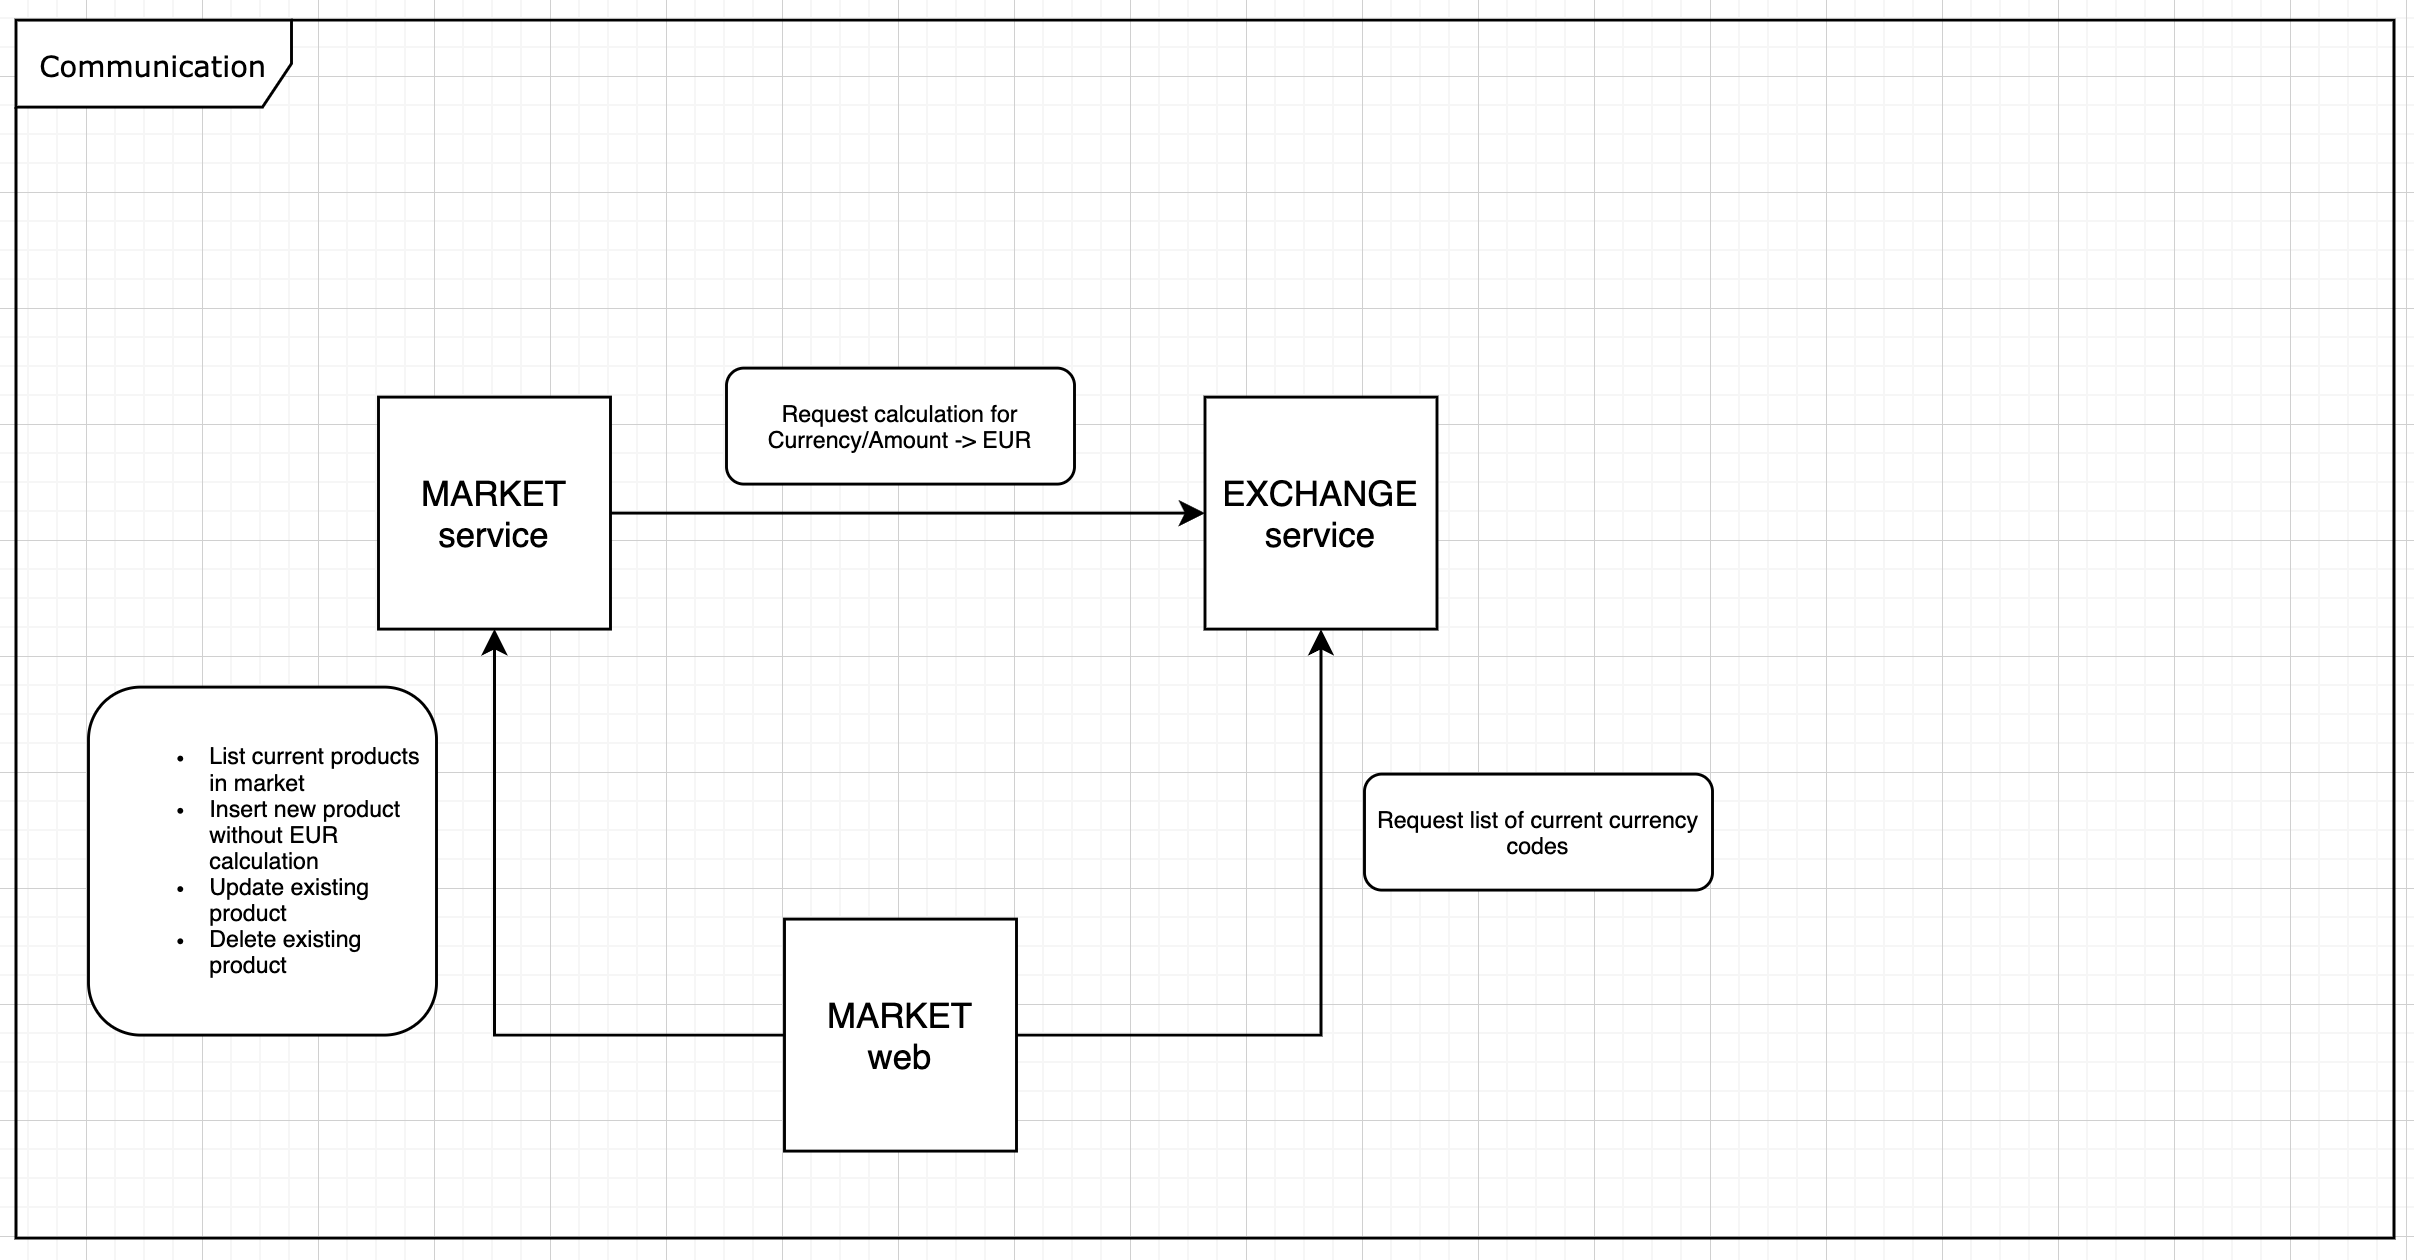 Communication
Request calculation for
Currency/Amount -> EUR
MARKET
service
EXCHANGE
service
• List current products
in market
• Insert new product
without EUR
calculation
• Update existing
product
• Delete existing
product
Request list of current currency
codes
MARKET
web